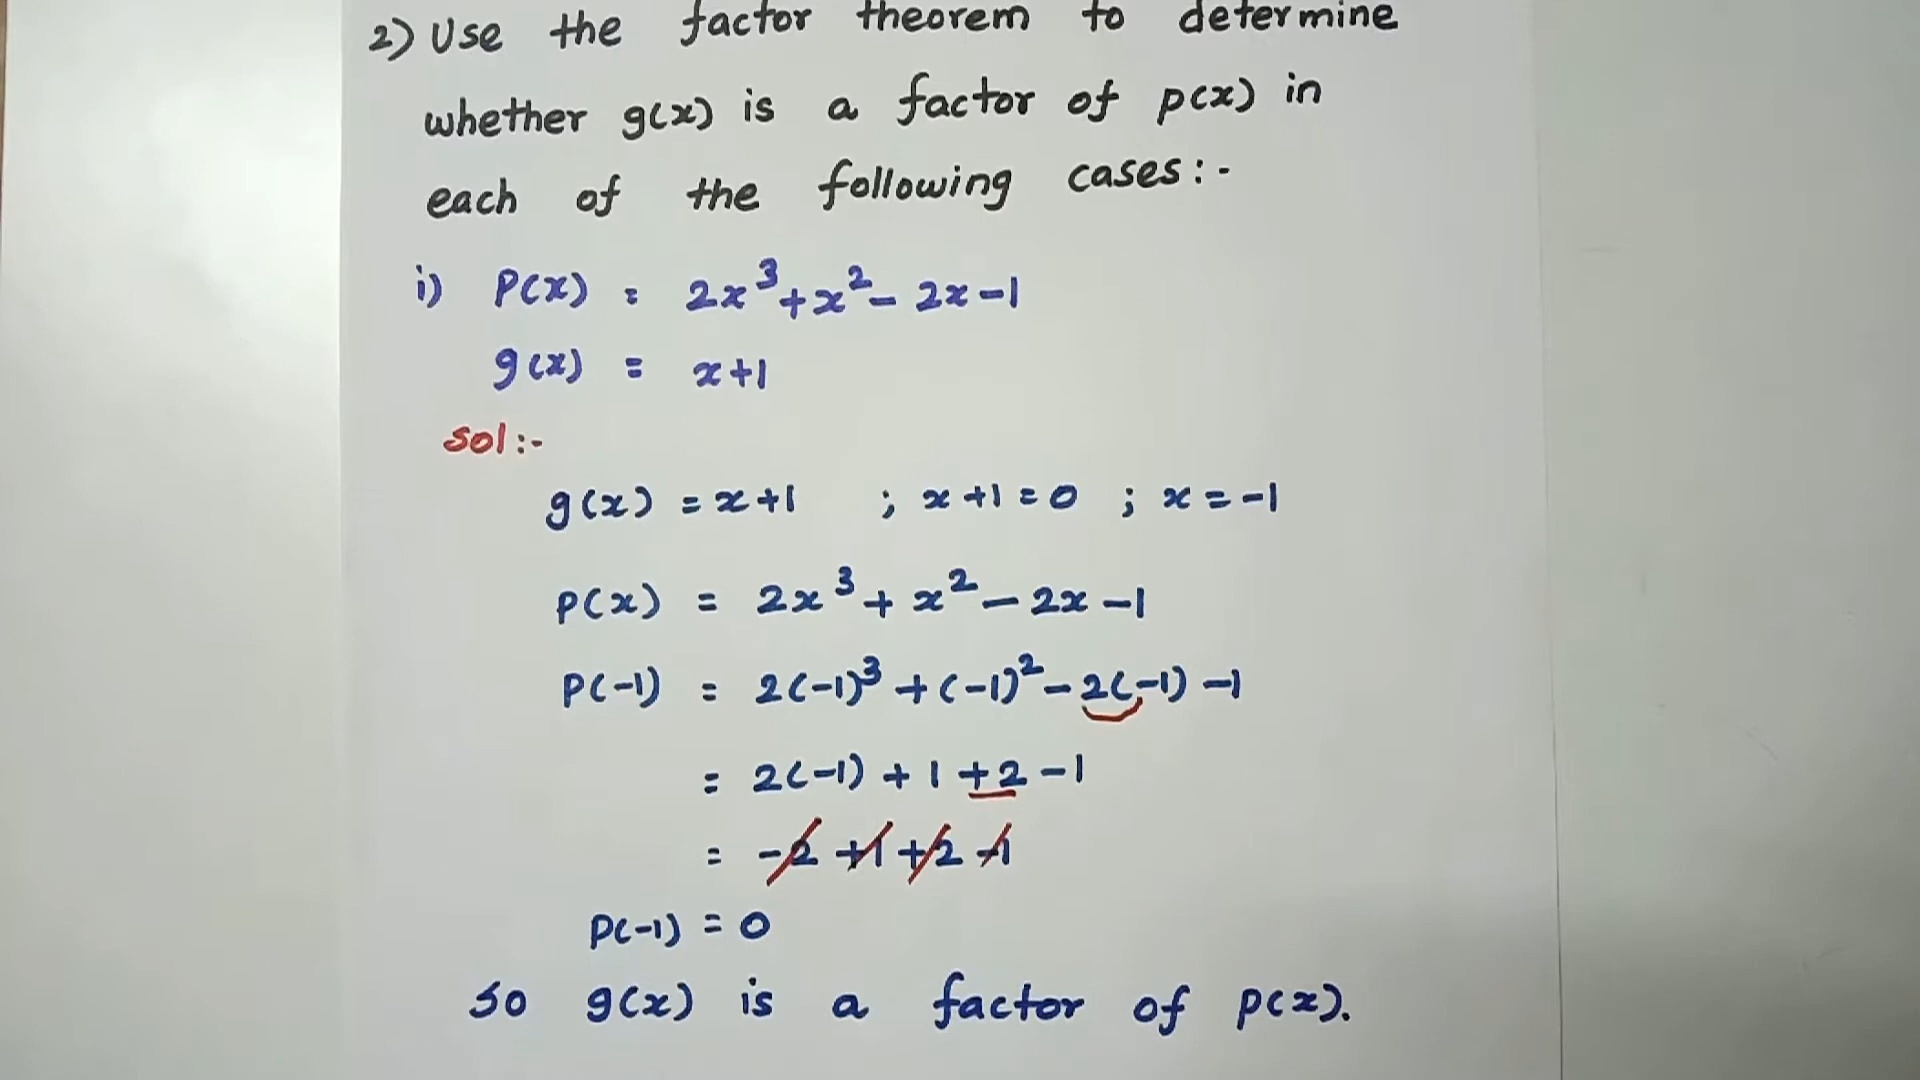 2) Use the factor theorem to determine
whether g(x) is a factor of p(x) in
each of the following cases:-
i) P(x) = 2x³+x²- 2x-1
g(x) = x+1
Sol:-
g(x) = x+1 ; x+1=0 ; x=-1
P(x) = 2x³+ x²- 2x -1
P(-1) = 2(-1)³ +(-1)²- 2(-1) -1
= 2(-1) + 1 +2 -1
= -2 +1 +2 -1
P(-1) = 0
So g(x) is a factor of p(x).